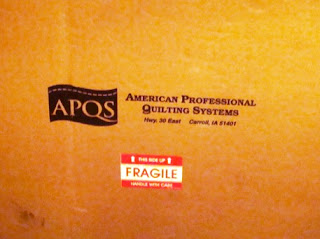 APQS
AMERICAN PROFESSIONAL
QUILTING SYSTEMS
Hwy. 30 East Carroll, IA 51401
THIS SIDE UP
FRAGILE
HANDLE WITH CARE